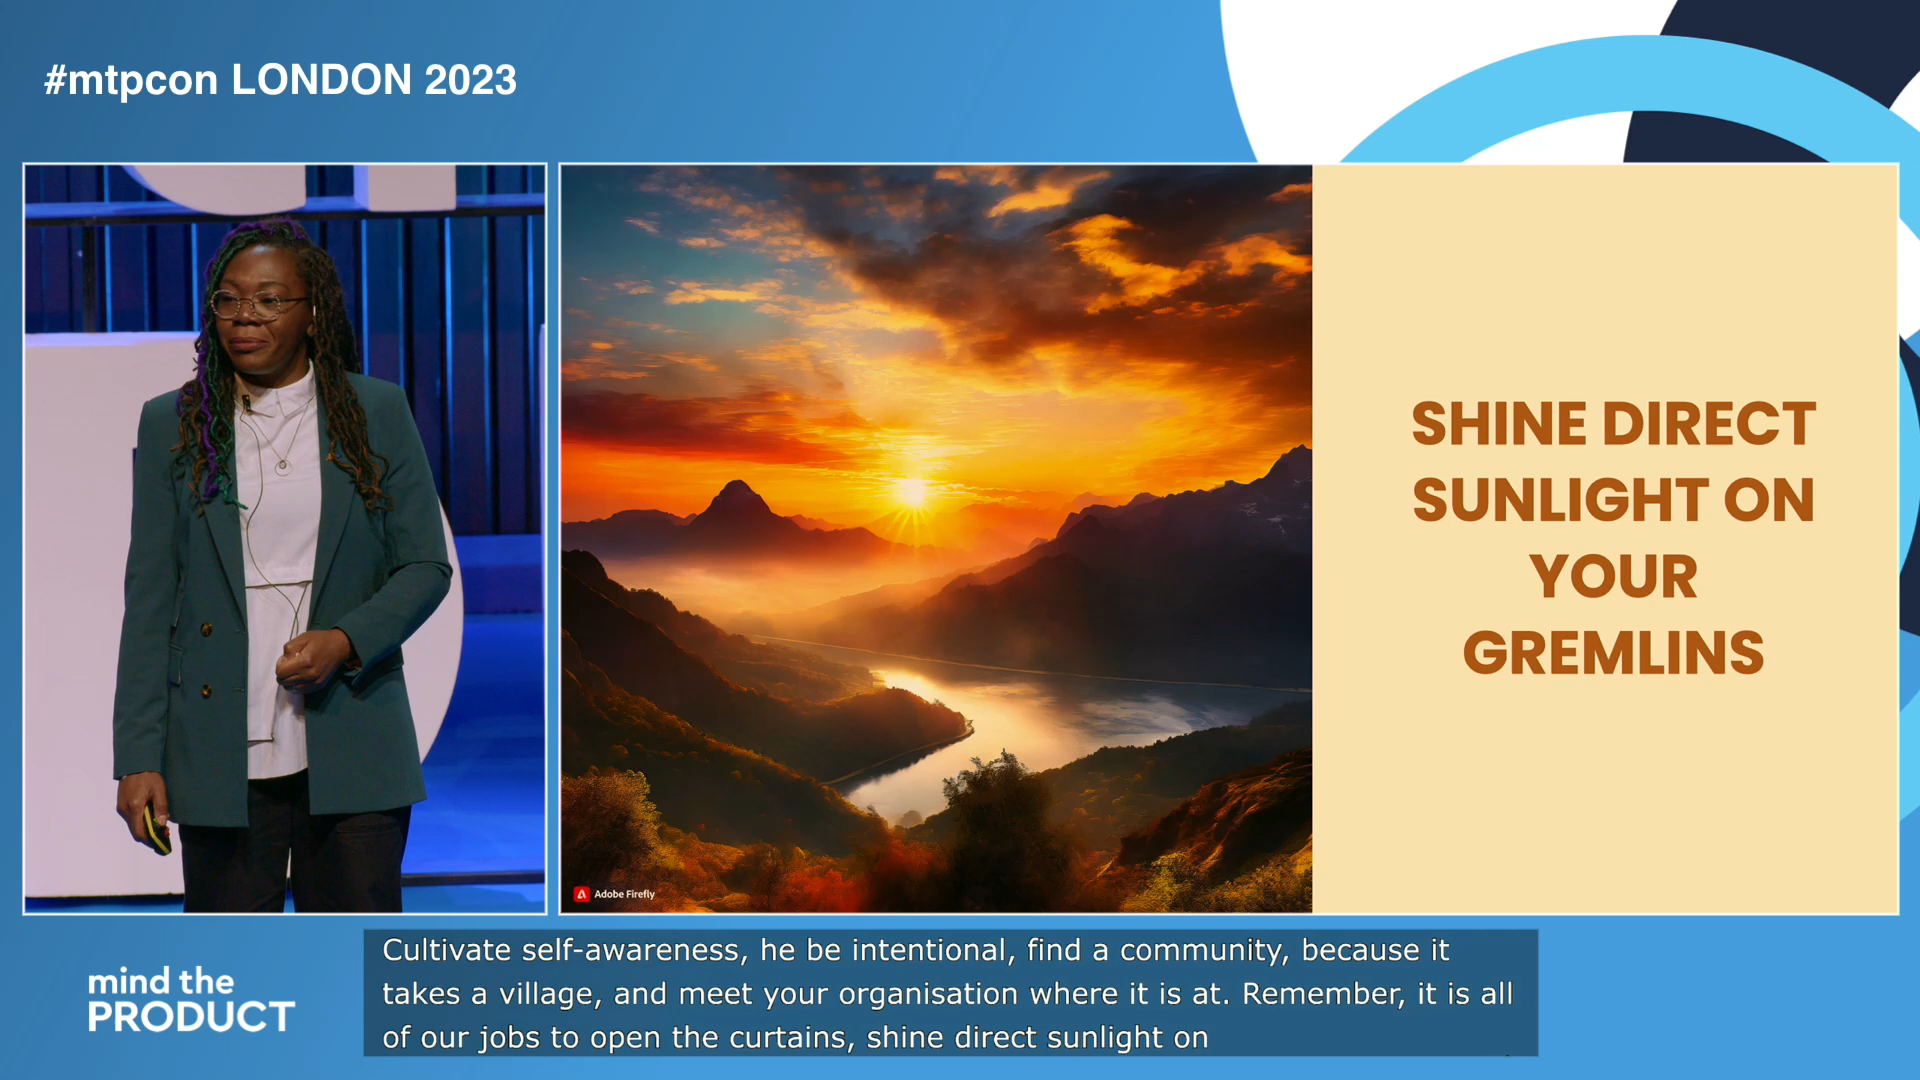 #mtpcon LONDON 2023
SHINE DIRECT
SUNLIGHT ON
YOUR
GREMLINS
Adobe Firefly
mind the
PRODUCT
Cultivate self-awareness, he be intentional, find a community, because it
takes a village, and meet your organisation where it is at. Remember, it is all
of our jobs to open the curtains, shine direct sunlight on